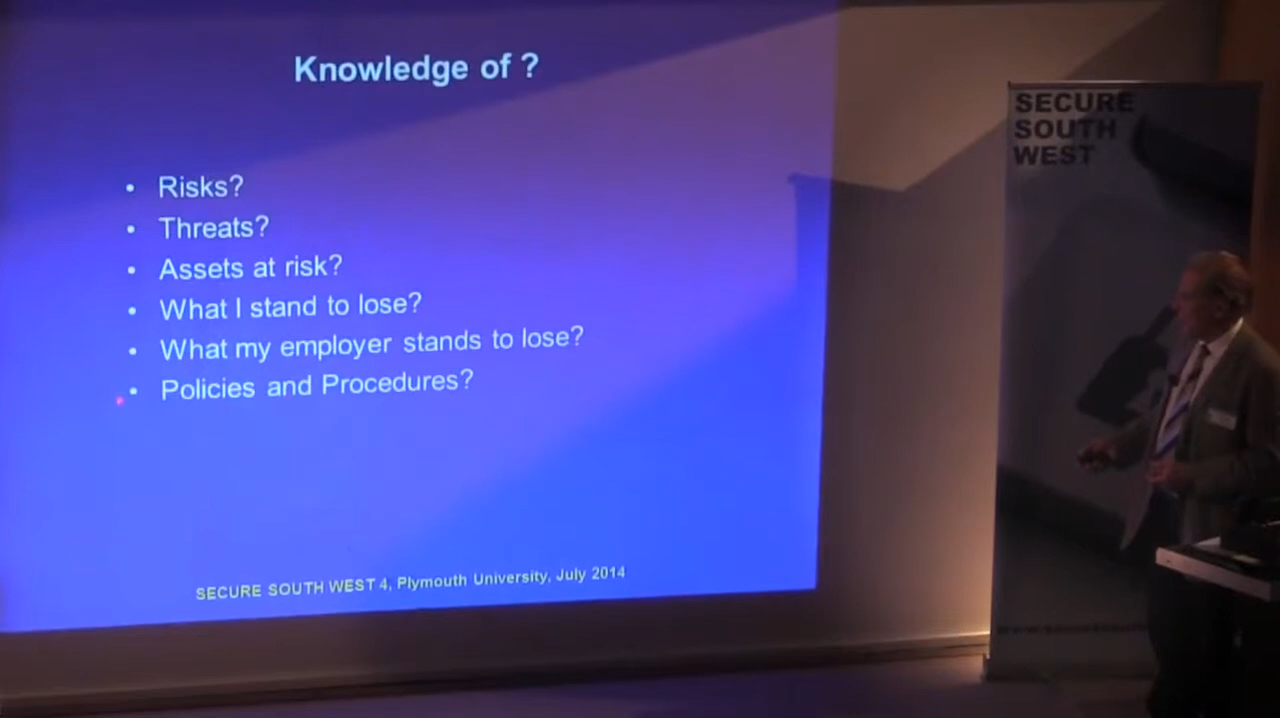 Knowledge of ?
• Risks?
• Threats?
• Assets at risk?
• What I stand to lose?
• What my employer stands to lose?
• Policies and Procedures?
SECURE SOUTH WEST 4, Plymouth University, July 2014
SECURE
SOUTH
WEST